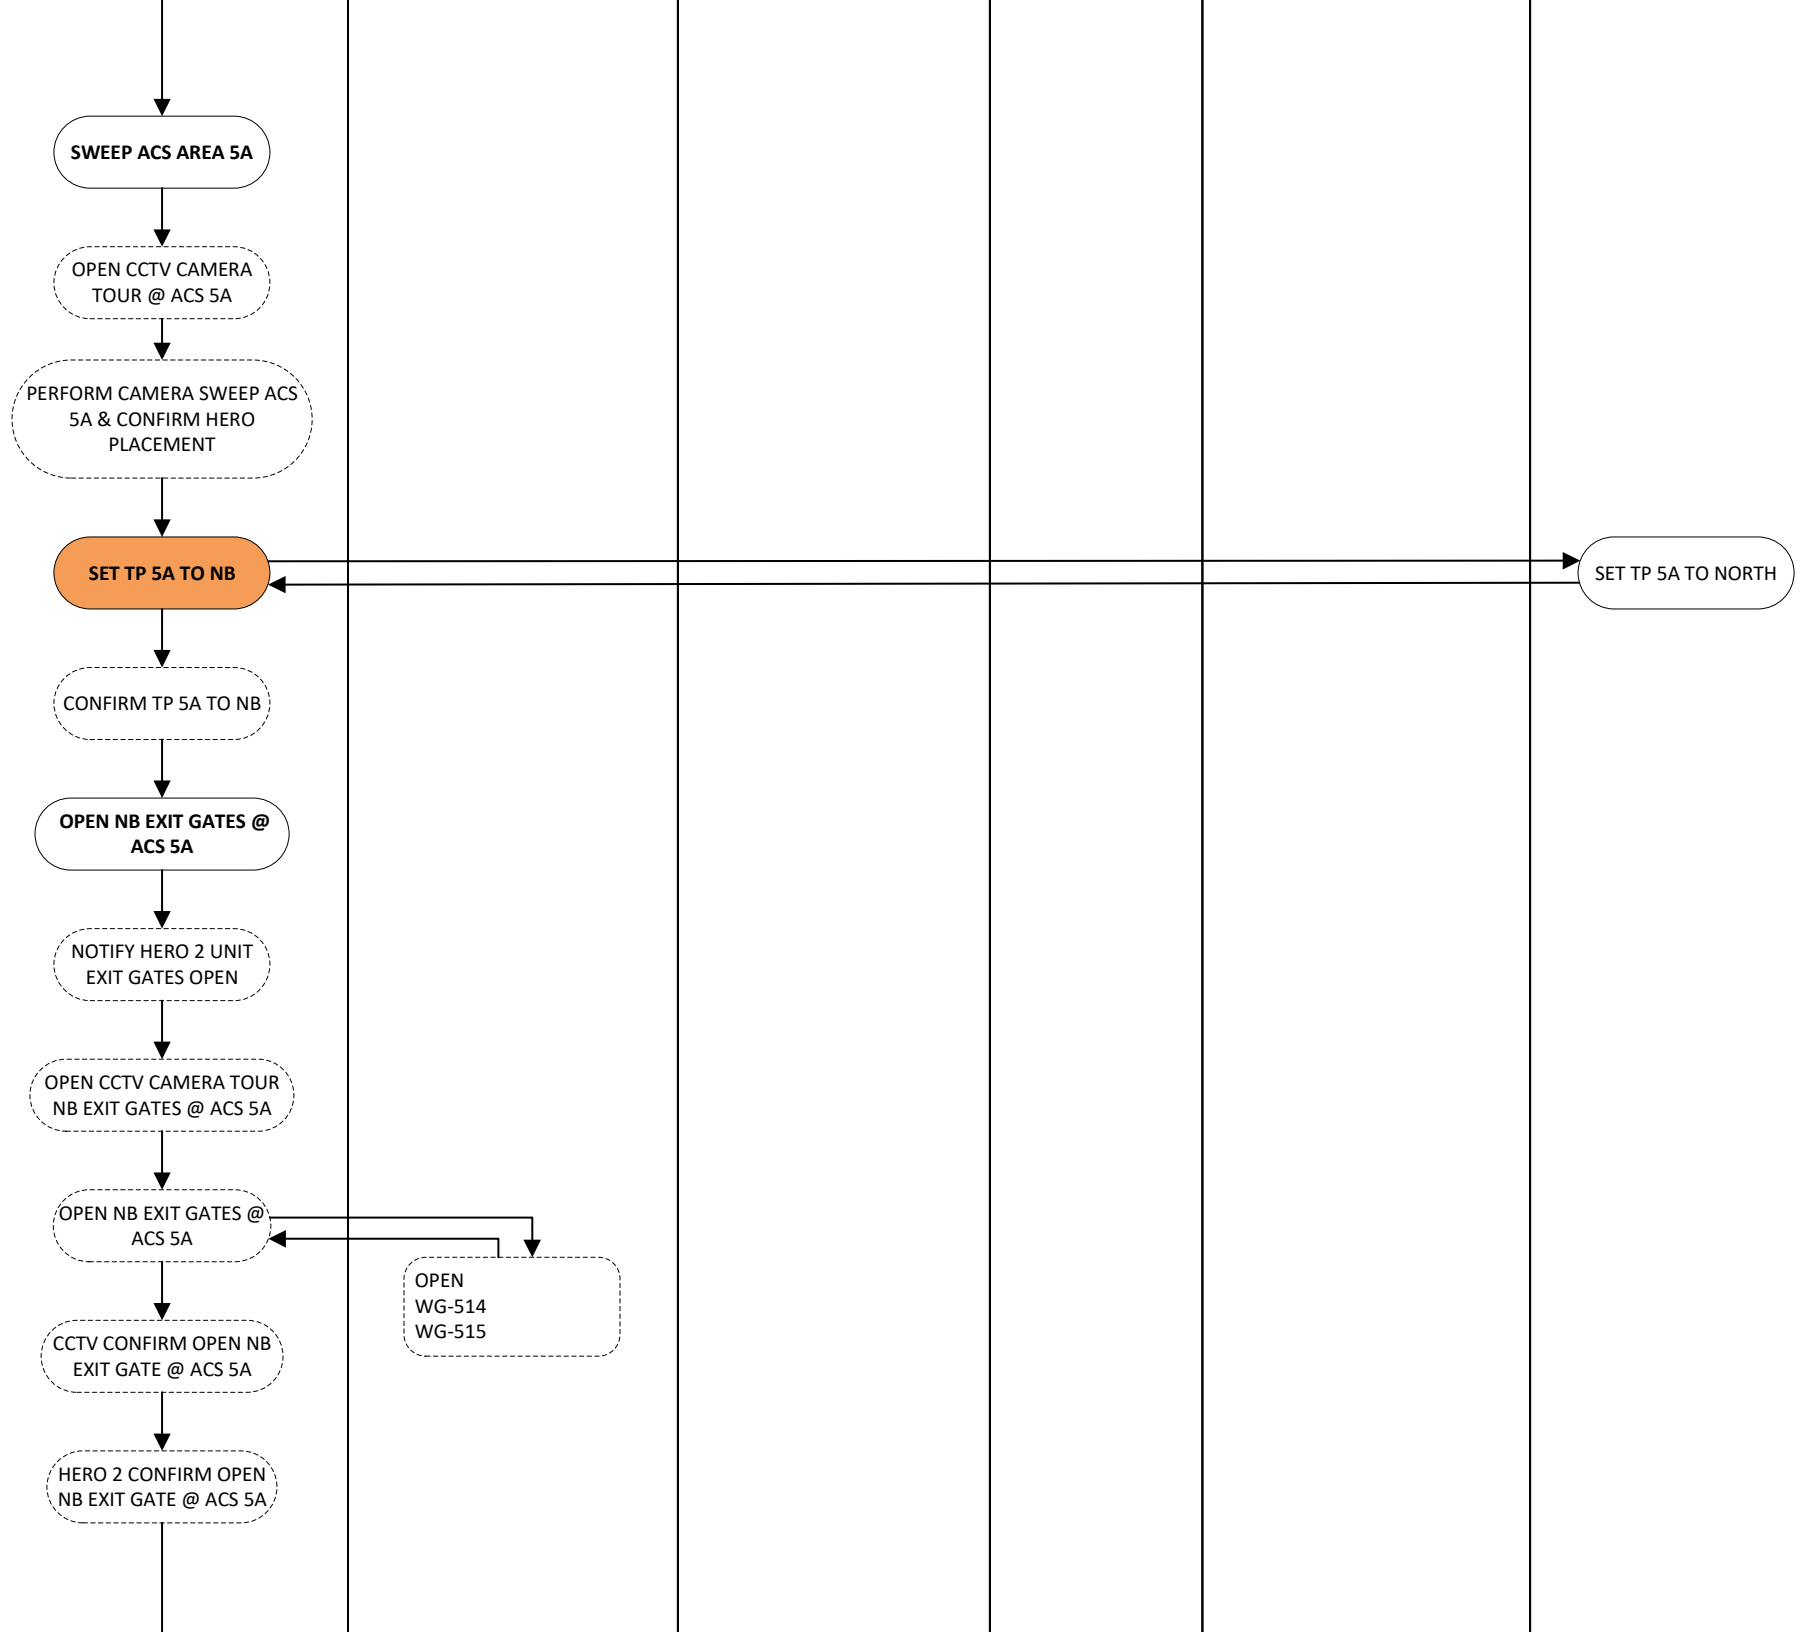 SWEEP ACS AREA 5A
OPEN CCTV CAMERA
TOUR @ ACS 5A
PERFORM CAMERA SWEEP ACS
5A & CONFIRM HERO
PLACEMENT
SET TP 5A TO NB
SET TP 5A TO NORTH
CONFIRM TP 5A TO NB
OPEN NB EXIT GATES @
ACS 5A
NOTIFY HERO 2 UNIT
EXIT GATES OPEN
OPEN CCTV CAMERA TOUR
NB EXIT GATES @ ACS 5A
OPEN NB EXIT GATES @
ACS 5A
OPEN
WG-514
WG-515
CCTV CONFIRM OPEN NB
EXIT GATE @ ACS 5A
HERO 2 CONFIRM OPEN
NB EXIT GATE @ ACS 5A